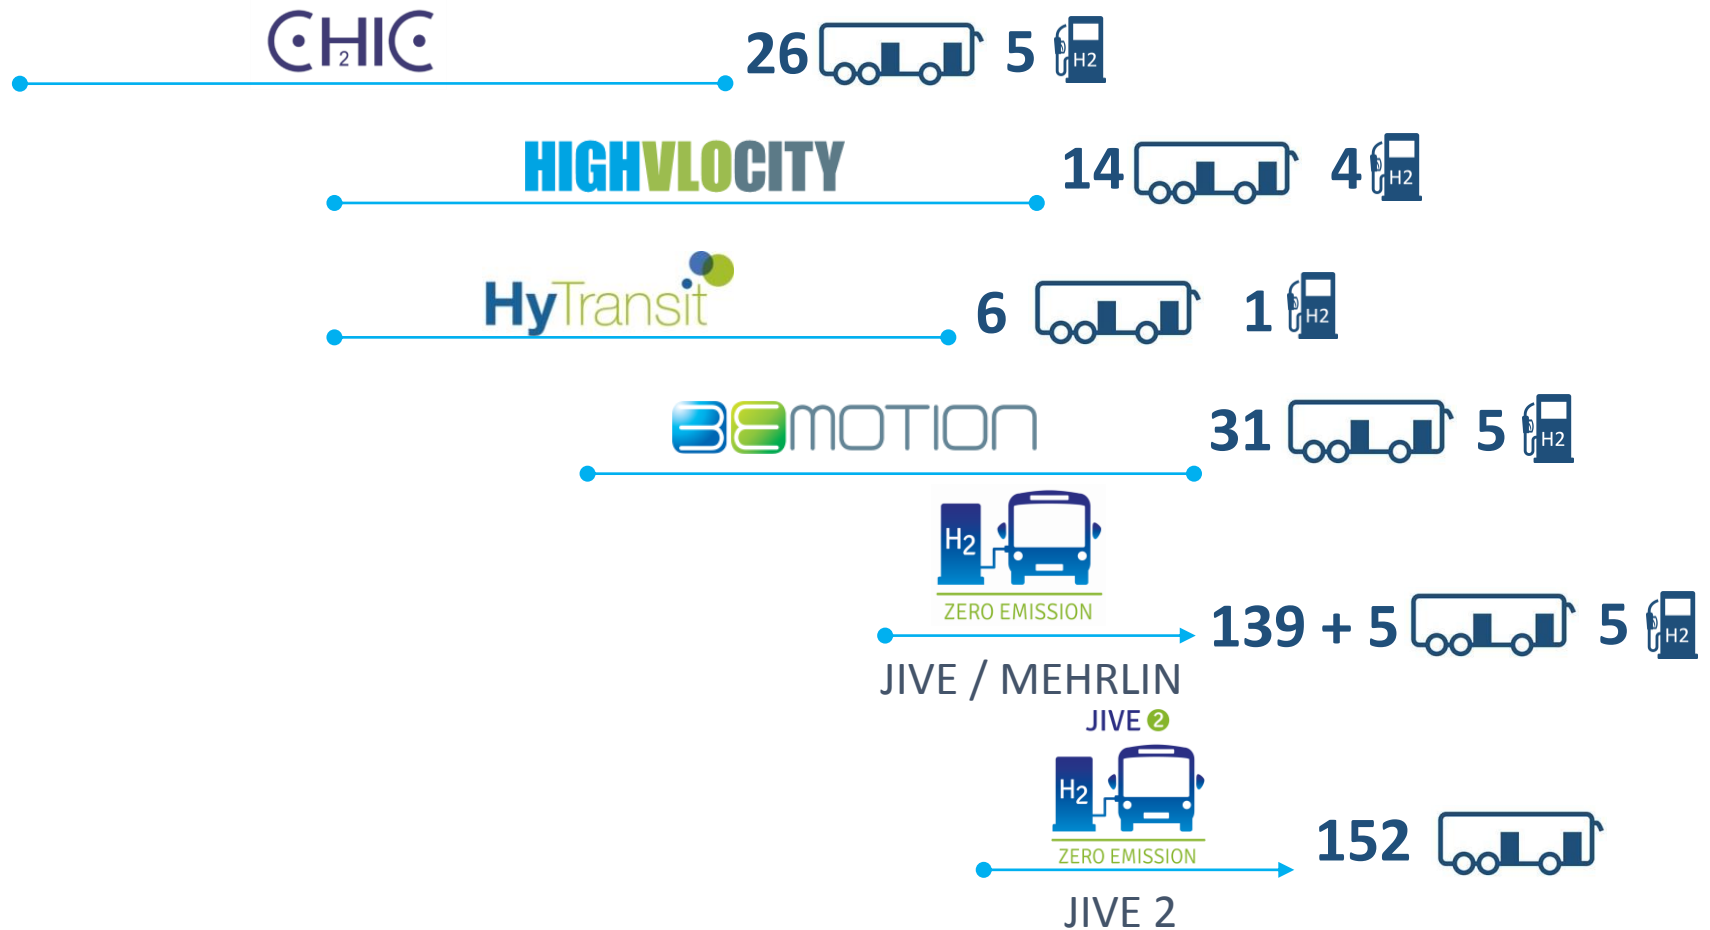 CH2IC
26 5 H2
HIGHVLOCITY
14 4 H2
HyTransit
6 1 H2
3EMOTION
31 5 H2
H2
ZERO EMISSION
139 + 5 5 H2
JIVE / MEHRLIN
JIVE 2
H2
ZERO EMISSION
152
JIVE 2